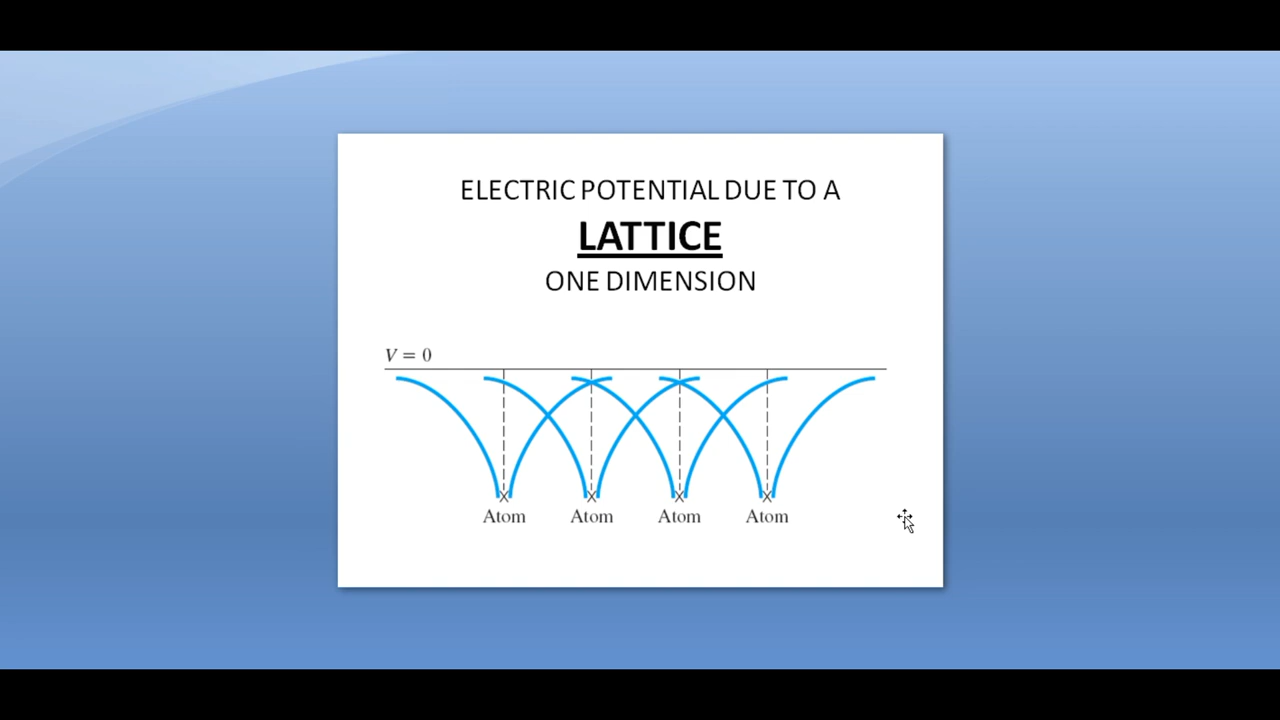 ELECTRIC POTENTIAL DUE TO A
LATTICE
ONE DIMENSION
V = 0
Atom Atom Atom Atom